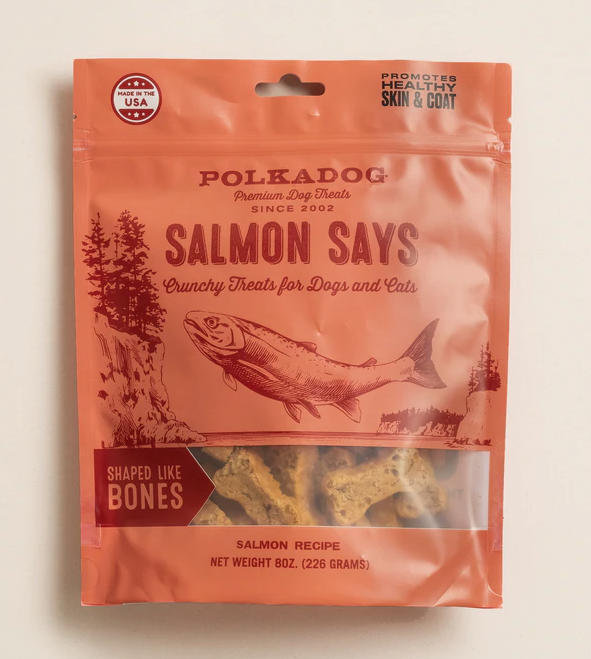 MADE IN THE
USA
PROMOTES
HEALTHY
SKIN & COAT
POLKADOG
Premium Dog Treats
SINCE 2002
SALMON SAYS
Crunchy Treats for Dogs and Cats
SHAPED LIKE
BONES
SALMON RECIPE
NET WEIGHT 8OZ. (226 GRAMS)